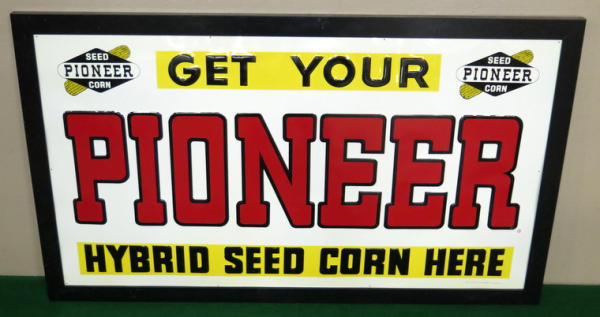 SEED
PIONEER
CORN
GET YOUR
SEED
PIONEER
CORN
PIONEER
HYBRID SEED CORN HERE